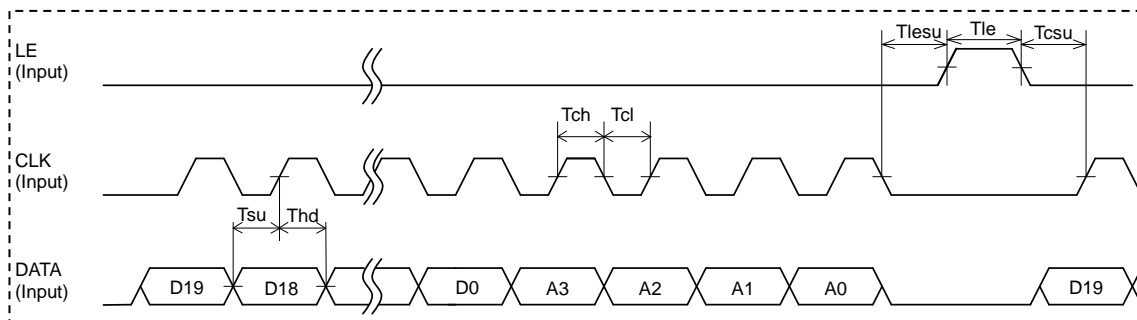 LE
(Input)
Tlesu Tle Tcsu
CLK
(Input)
Tch Tcl
Tsu Thd
DATA
(Input)
D19 D18 D0 A3 A2 A1 A0 D19